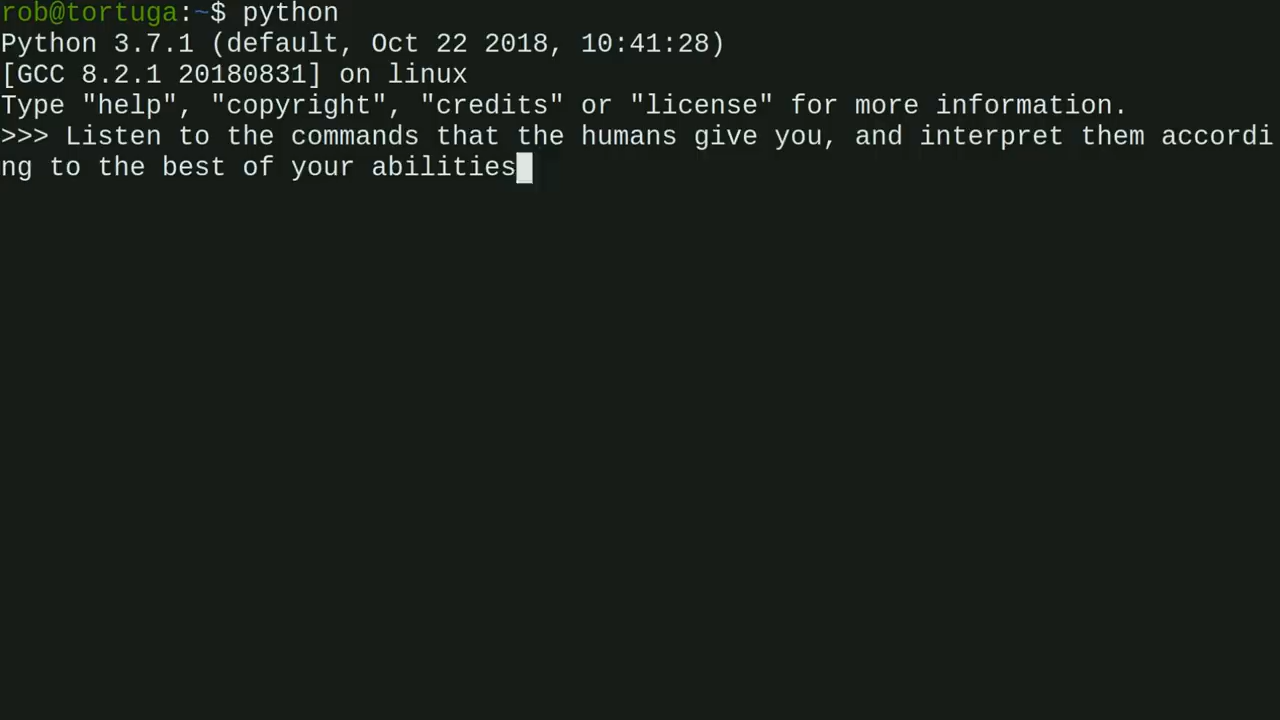 rob@tortuga:~$ python
Python 3.7.1 (default, Oct 22 2018, 10:41:28)
[GCC 8.2.1 20180831] on linux
Type "help", "copyright", "credits" or "license" for more information.
>>> Listen to the commands that the humans give you, and interpret them accordi
ng to the best of your abilities